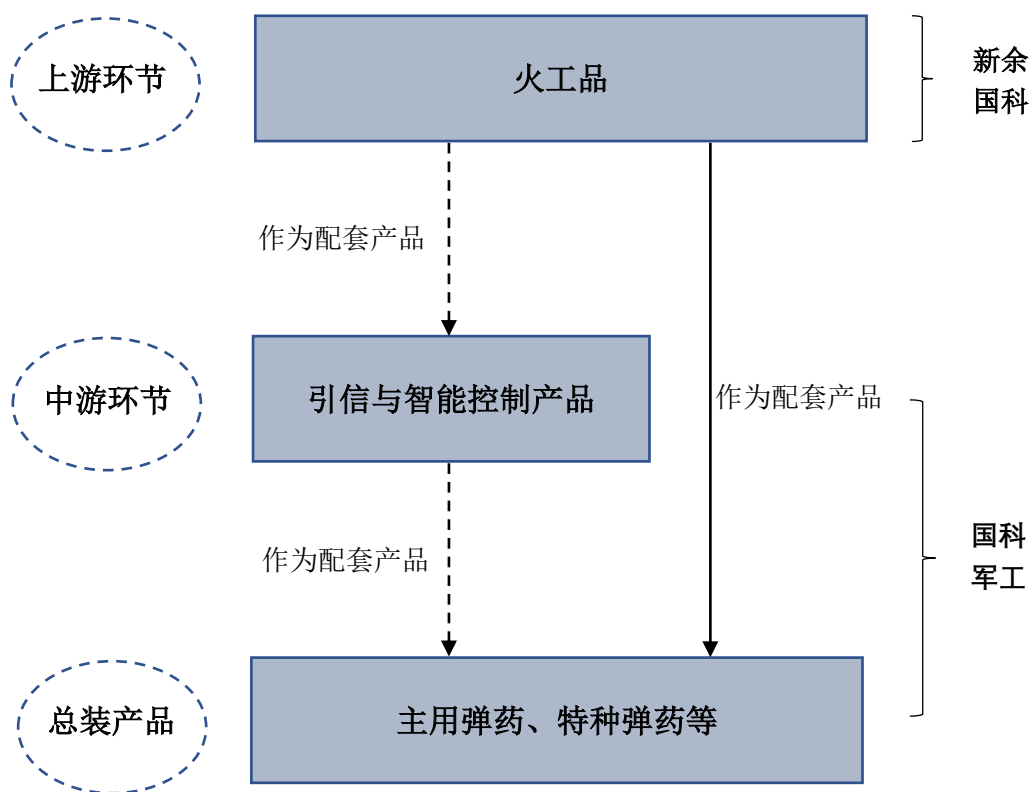 上游环节
火工品
新余
国科
作为配套产品
中游环节
引信与智能控制产品
作为配套产品
作为配套产品
国科
军工
总装产品
主用弹药、特种弹药等